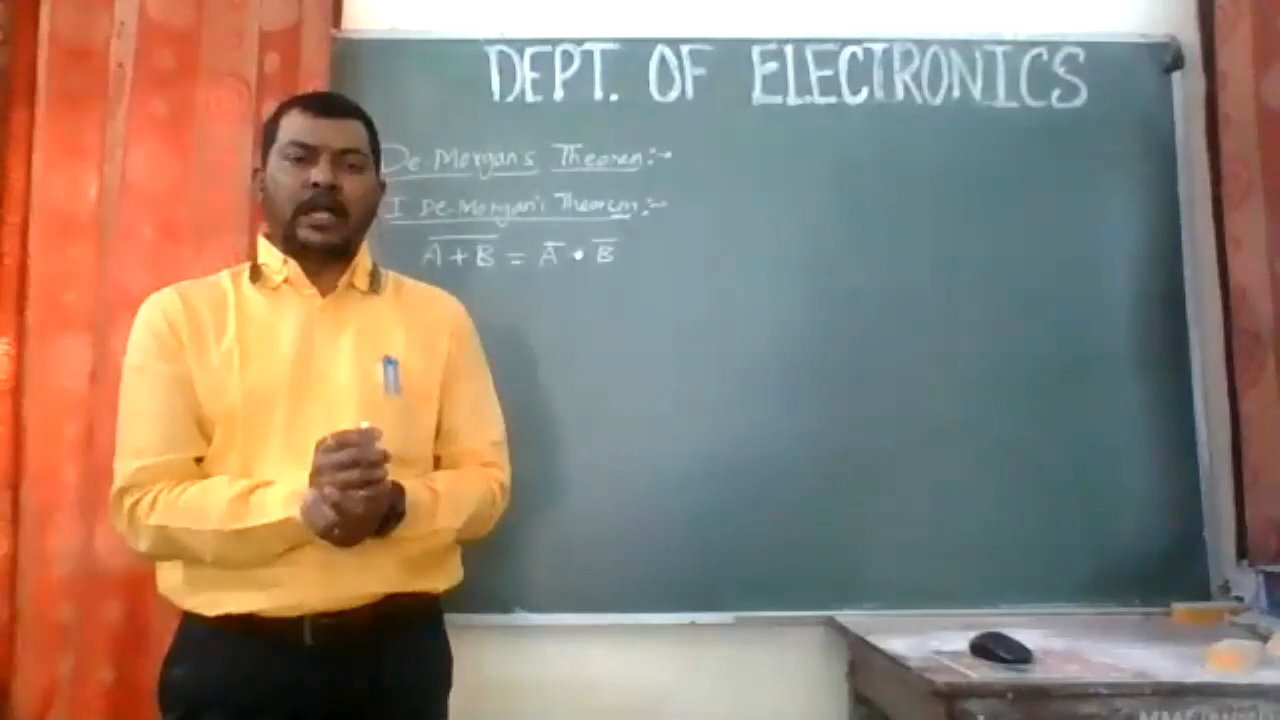 DEPT. OF ELECTRONICS
De-Morgan's Theorem:-
I De-Morgan's Theorem:-
A̅ ̅+̅ ̅B̅ = A̅ • B̅